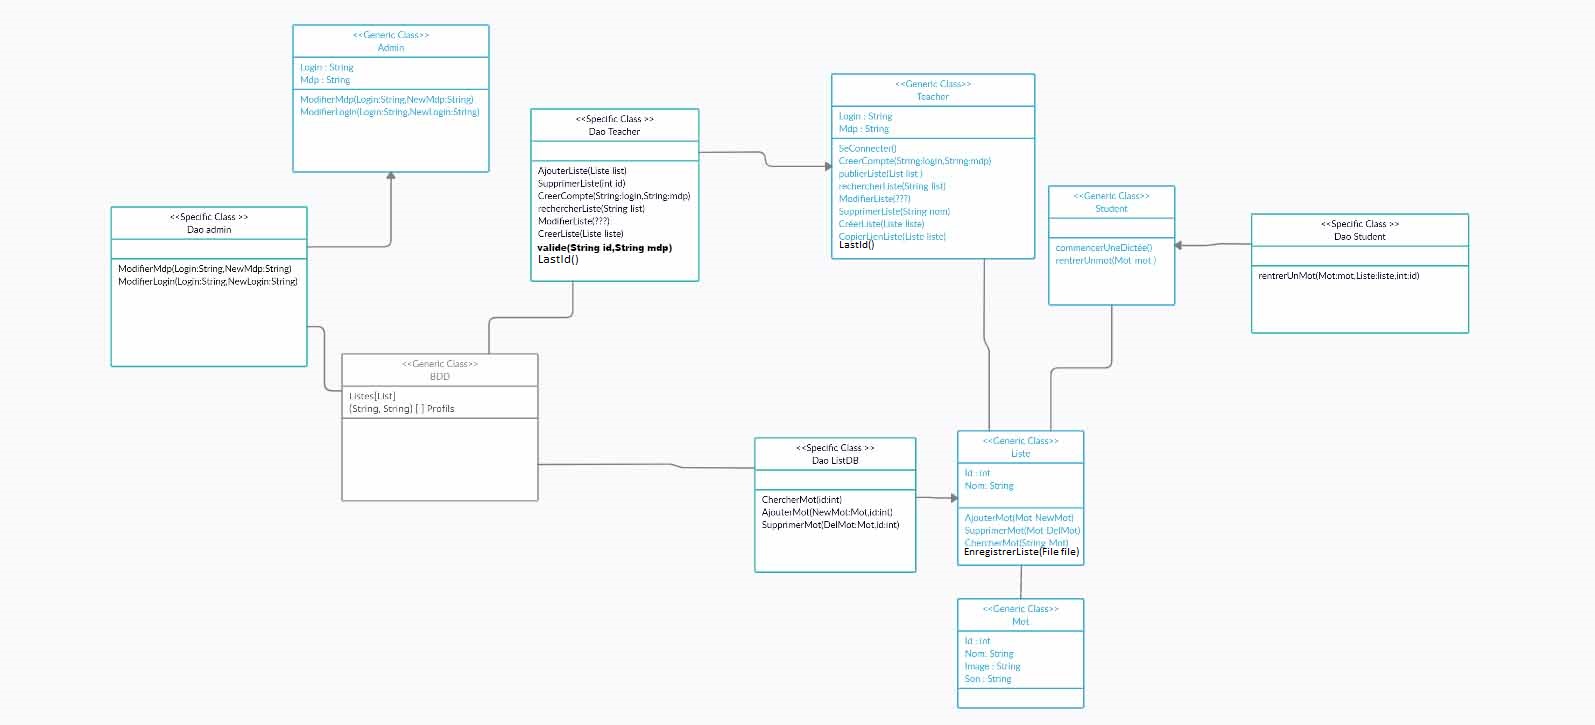 <<Generic Class>>
Admin
Login : String
Mdp : String
ModifierMdp(Login:String,NewMdp:String)
ModifierLogin(Login:String,NewLogin:String)
<<Specific Class >>
Dao admin
ModifierMdp(Login:String,NewMdp:String)
ModifierLogin(Login:String,NewLogin:String)
<<Specific Class >>
Dao Teacher
AjouterListe(Liste list)
SupprimerListe(int id)
CreerCompte(String:login,String:mdp)
rechercherListe(String list)
ModifierListe(???)
CreerListe(Liste liste)
valide(String id,String mdp)
LastId()
<<Generic Class>>
Teacher
Login : String
Mdp : String
SeConnecter()
CreerCompte(String:login,String:mdp)
publierListe(List list )
rechercherListe(String list)
ModifierListe(???)
SupprimerListe(String nom)
CréerListe(Liste liste)
CopierLienListe(Liste liste)
LastId()
<<Generic Class>>
Student
commencerUneDictée()
rentrerUnmot(Mot mot )
<<Specific Class >>
Dao Student
rentrerUnMot(Mot:mot,Liste:liste,int:id)
<<Generic Class>>
BDD
Listes[List]
(String, String) [ ] Profils
<<Specific Class >>
Dao ListDB
ChercherMot(id:int)
AjouterMot(NewMot:Mot,id:int)
SupprimerMot(DelMot:Mot,id:int)
<<Generic Class>>
Liste
Id : int
Nom: String
AjouterMot(Mot NewMot)
SupprimerMot(Mot DelMot)
ChercherMot(String Mot)
EnregistrerListe(File file)
<<Generic Class>>
Mot
Id : int
Nom: String
Image : String
Son : String